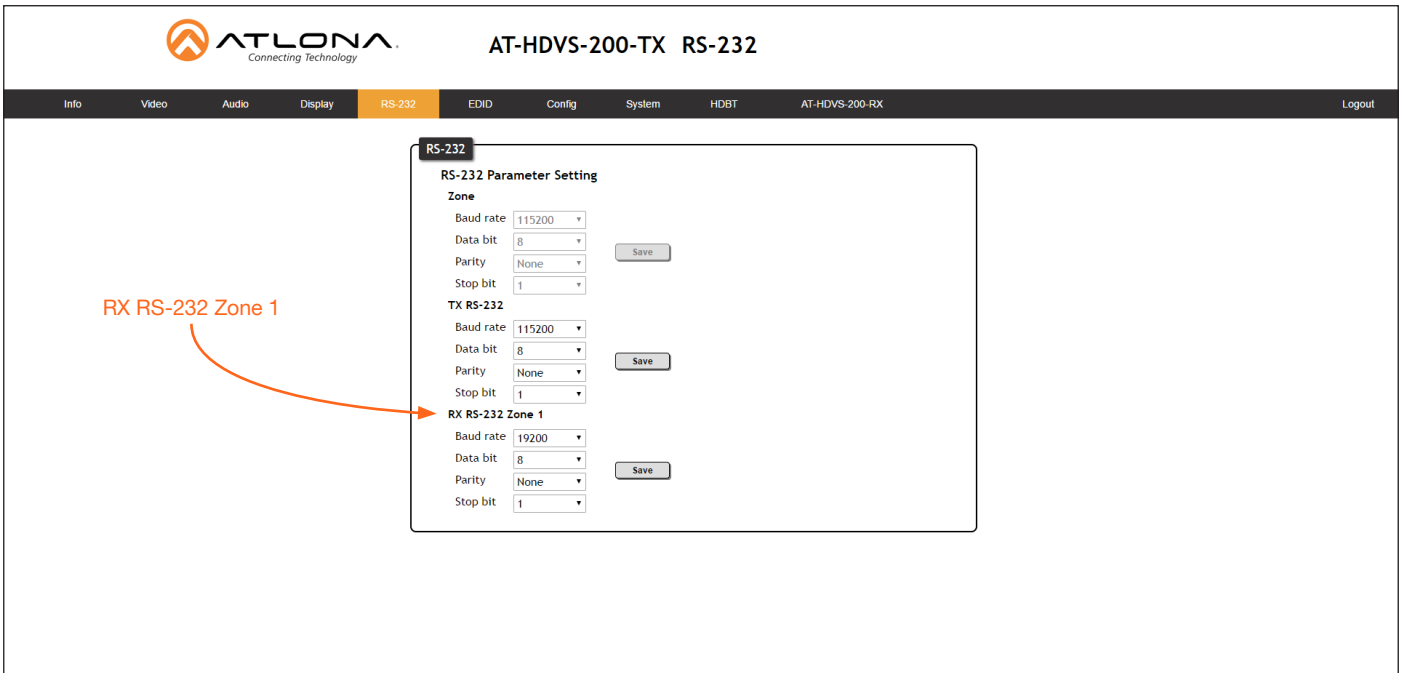 ATLONA.
Connecting Technology
AT-HDVS-200-TX RS-232
Info Video Audio Display RS-232 EDID Config System HDBT AT-HDVS-200-RX Logout
RS-232
RS-232 Parameter Setting
Zone
Baud rate 115200
Data bit 8
Save
Parity None
Stop bit 1
RX RS-232 Zone 1
TX RS-232
Baud rate 115200
Data bit 8
Save
Parity None
Stop bit 1
RX RS-232 Zone 1
Baud rate 19200
Data bit 8
Save
Parity None
Stop bit 1